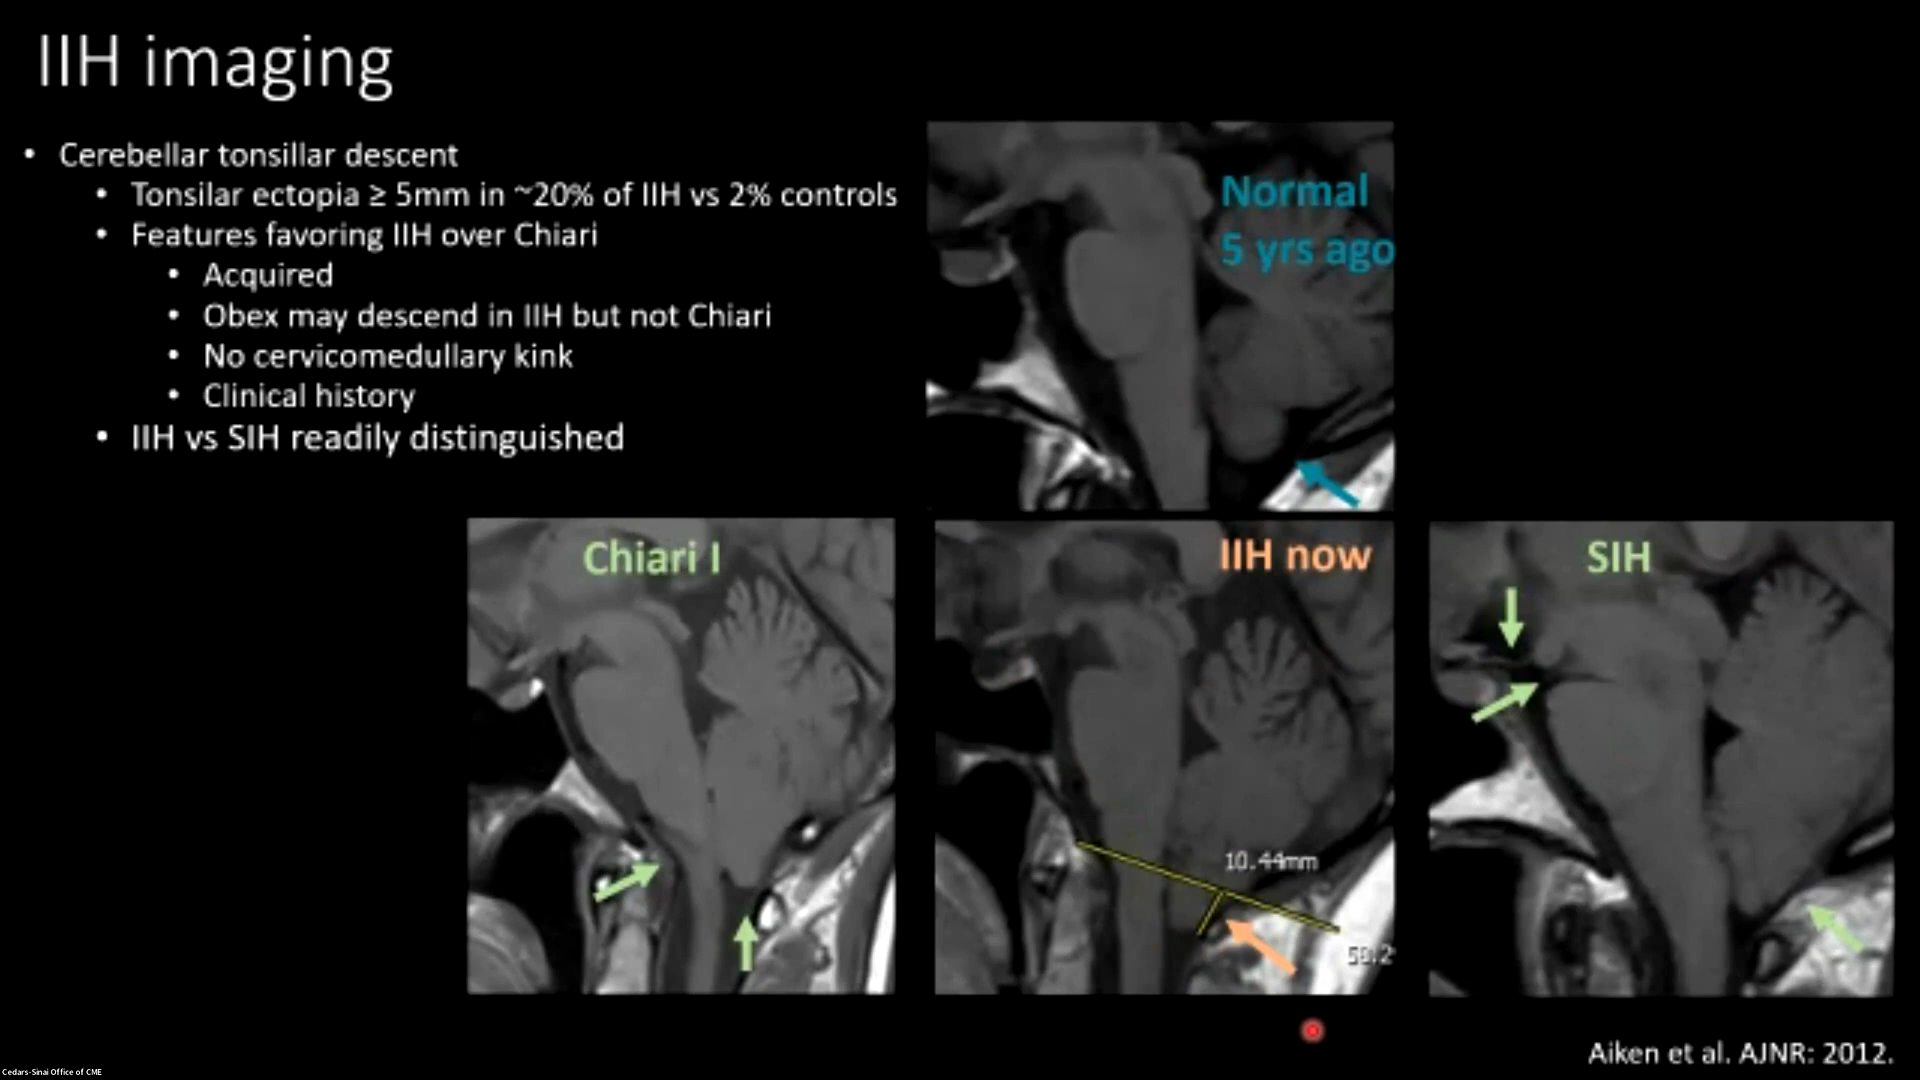 IIH imaging
• Cerebellar tonsillar descent
• Tonsilar ectopia ≥ 5mm in ~20% of IIH vs 2% controls
• Features favoring IIH over Chiari
• Acquired
• Obex may descend in IIH but not Chiari
• No cervicomedullary kink
• Clinical history
• IIH vs SIH readily distinguished
Normal
5 yrs ago
Chiari I
IIH now
10.44mm
SIH
Aiken et al. AJNR: 2012.
Cedars-Sinai Office of CME